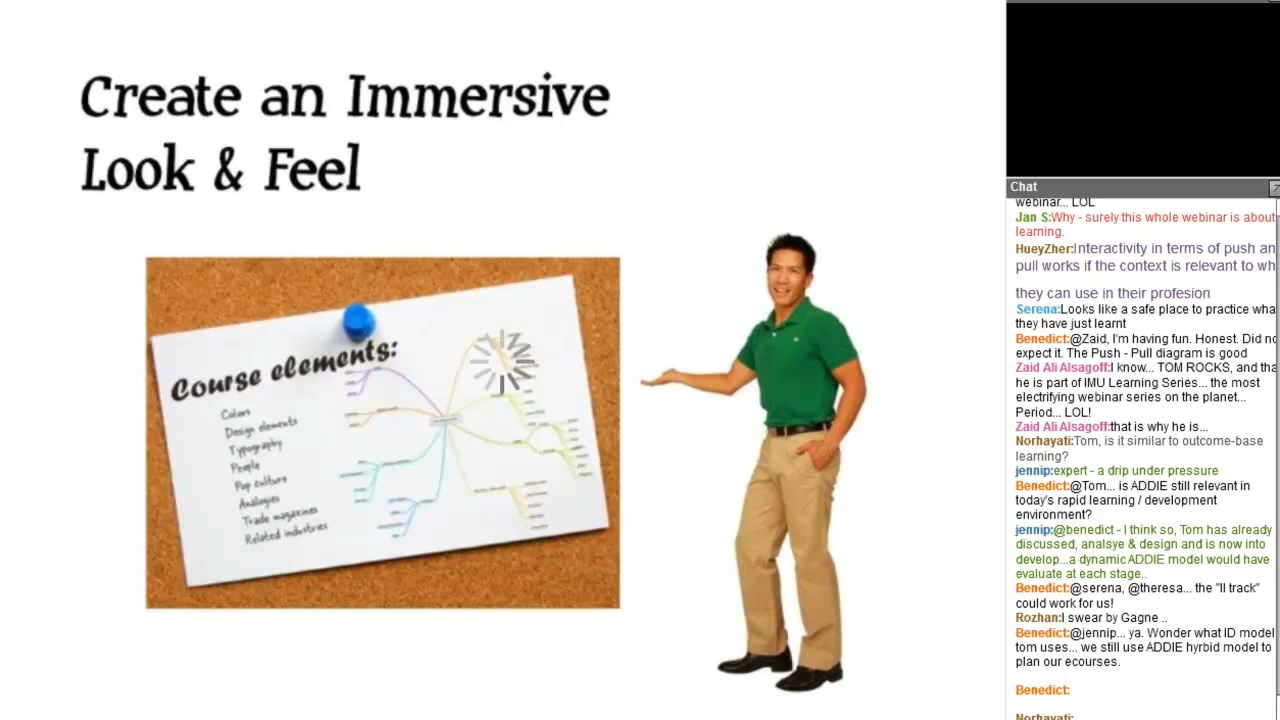 Create an Immersive
Look & Feel
Course elements:
Colors
Design elements
Typography
People
Pop culture
Analogies
Trade magazines
Related industries
Chat
webinar... LOL
Jan S:Why - surely this whole webinar is about
learning.
HueyZher:Interactivity in terms of push an
pull works if the context is relevant to wh
they can use in their profesion
Serena:Looks like a safe place to practice wha
they have just learnt
Benedict:@Zaid, I'm having fun. Honest. Did no
expect it. The Push - Pull diagram is good
Zaid Ali Alsagoff:I know... TOM ROCKS, and tha
he is part of IMU Learning Series... the most
electrifying webinar series on the planet...
Period... LOL!
Zaid Ali Alsagoff:that is why he is...
Norhayati:Tom, is it similar to outcome-base
learning?
jennip:expert - a drip under pressure
Benedict:@Tom... is ADDIE still relevant in
today's rapid learning / development
environment?
jennip:@benedict - I think so, Tom has already
discussed, analsye & design and is now into
develop...a dynamic ADDIE model would have
evaluate at each stage..
Benedict:@serena, @theresa... the "II track"
could work for us!
Rozhan:I swear by Gagne ..
Benedict:@jennip... ya. Wonder what ID model
tom uses... we still use ADDIE hyrbid model to
plan our ecourses.
Benedict:
Norhayati: